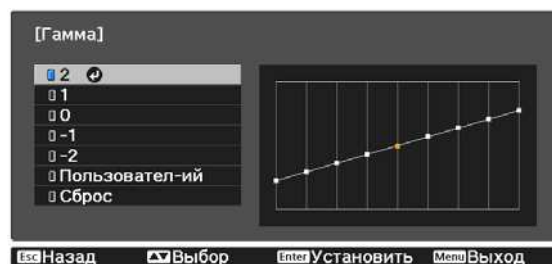 [Гамма]
2
1
0
-1
-2
Пользовател-ий
Сброс
Esc Назад Выбор Enter Установить Menu Выход